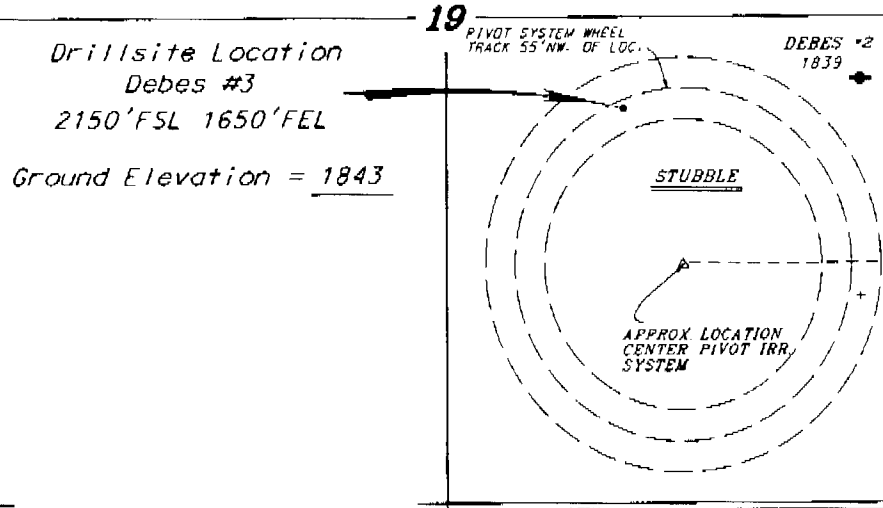 19
Drillsite Location
Debes #3
2150'FSL 1650'FEL
Ground Elevation = 1843
PIVOT SYSTEM WHEEL
TRACK 55'NW. OF LOC.
DEBES #2
1839
STUBBLE
APPROX. LOCATION
CENTER PIVOT IRR.
SYSTEM